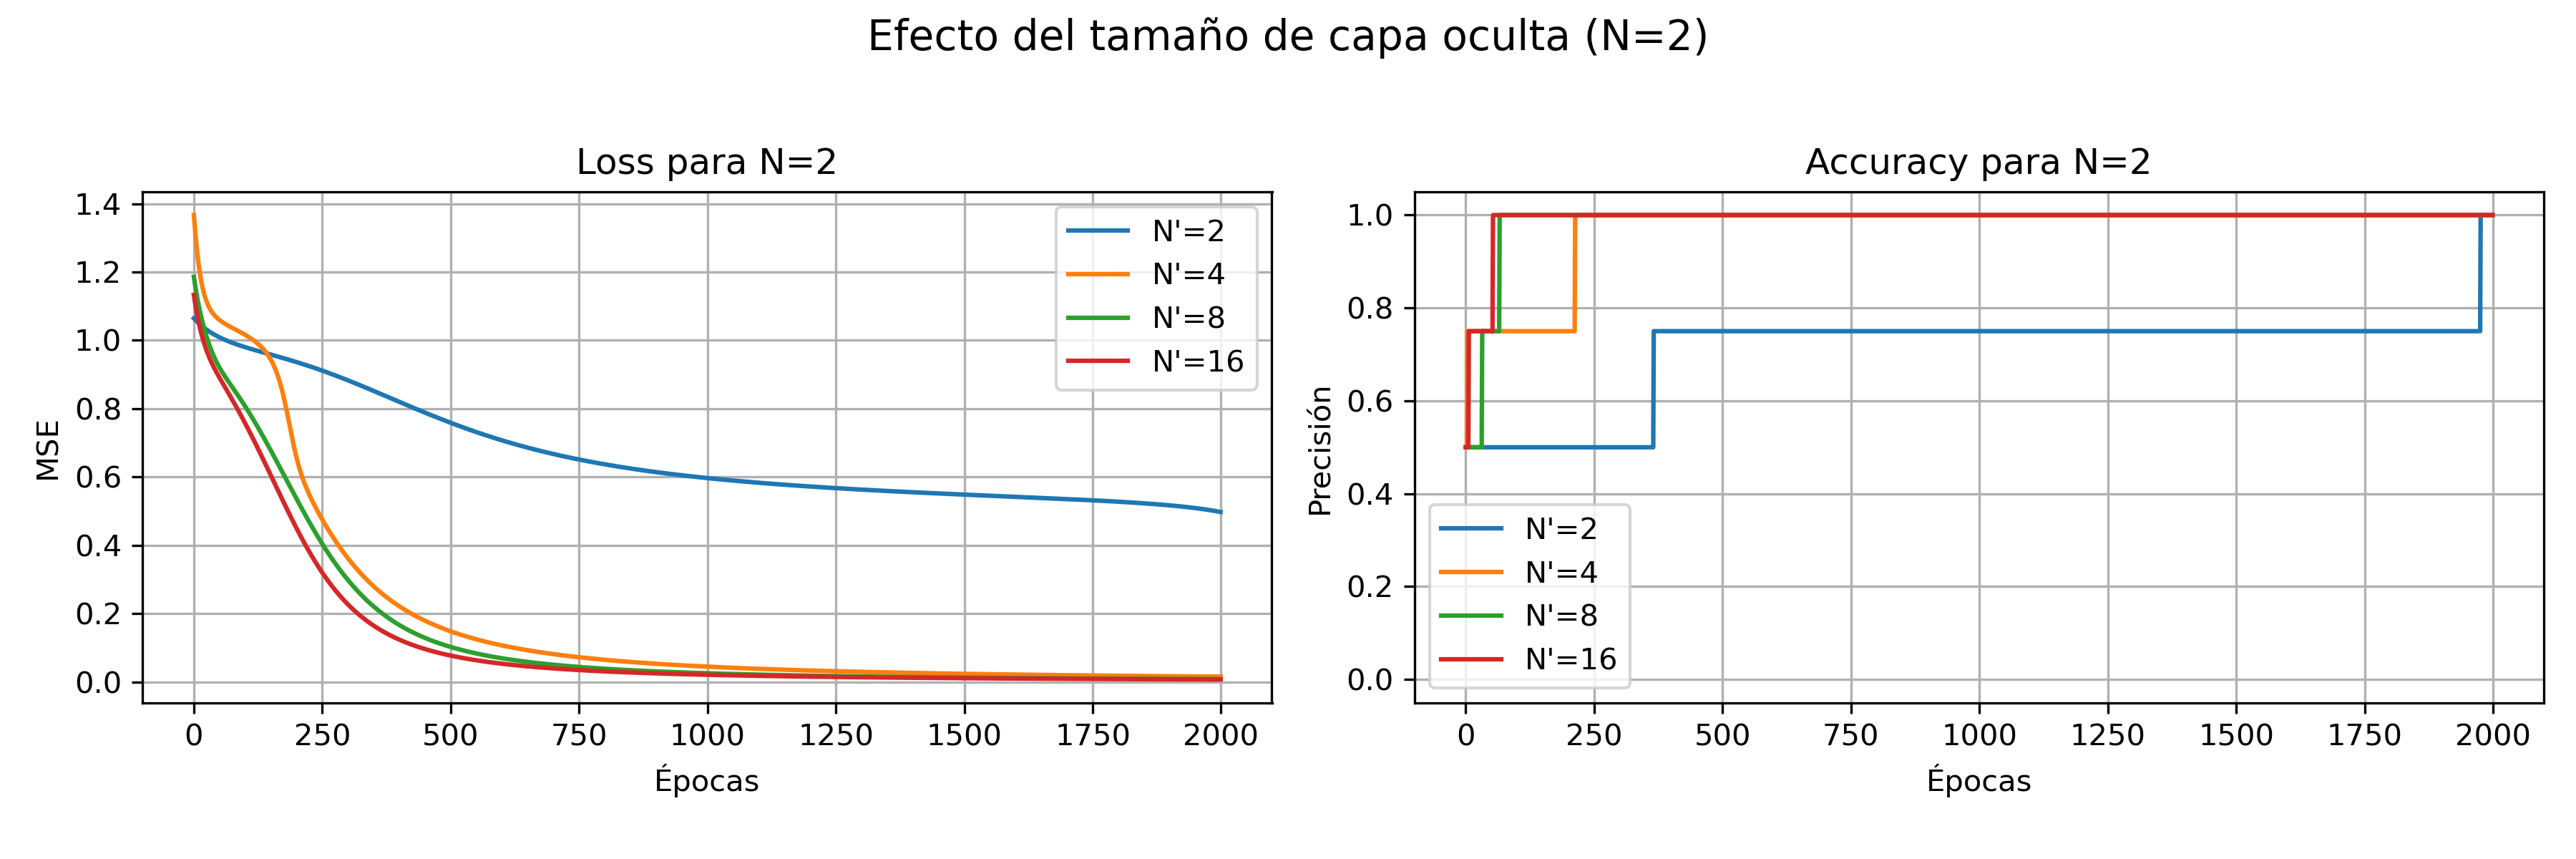 Efecto del tamaño de capa oculta (N=2)
Loss para N=2
MSE
1.4
1.2
1.0
0.8
0.6
0.4
0.2
0.0
0 250 500 750 1000 1250 1500 1750 2000
Épocas
N'=2
N'=4
N'=8
N'=16
Accuracy para N=2
Precisión
1.0
0.8
0.6
0.4
0.2
0.0
0 250 500 750 1000 1250 1500 1750 2000
Épocas
N'=2
N'=4
N'=8
N'=16